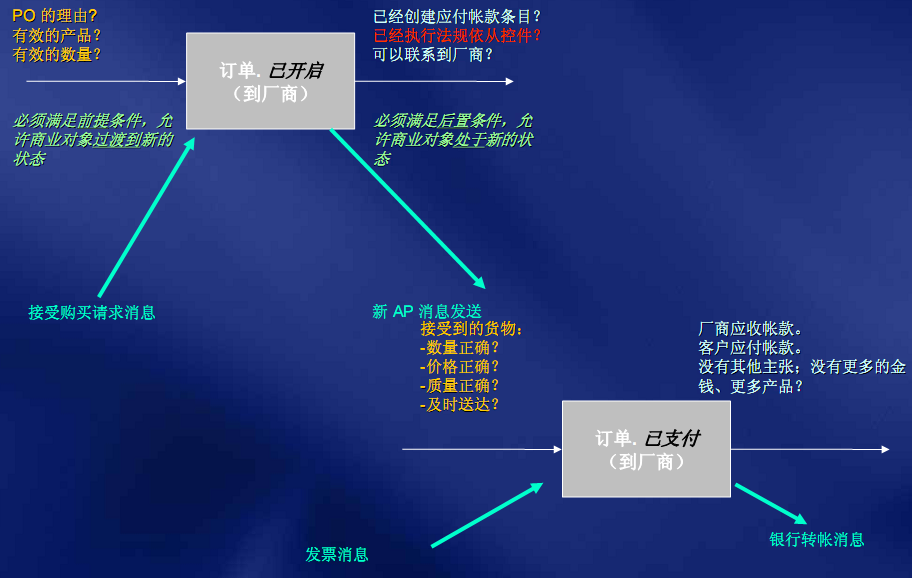 PO 的理由?
有效的产品?
有效的数量?
已经创建应付帐款条目?
已经执行法规依从控件?
可以联系到厂商?
订单. 已开启
（到厂商）
必须满足前提条件，允
许商业对象过渡到新的
状态
必须满足后置条件，允
许商业对象处于新的状
态
接受购买请求消息
新 AP 消息发送
接受到的货物:
-数量正确?
-价格正确?
-质量正确?
-及时送达?
厂商应收帐款。
客户应付帐款。
没有其他主张；没有更多的金
钱、更多产品?
订单. 已支付
（到厂商）
发票消息
银行转帐消息